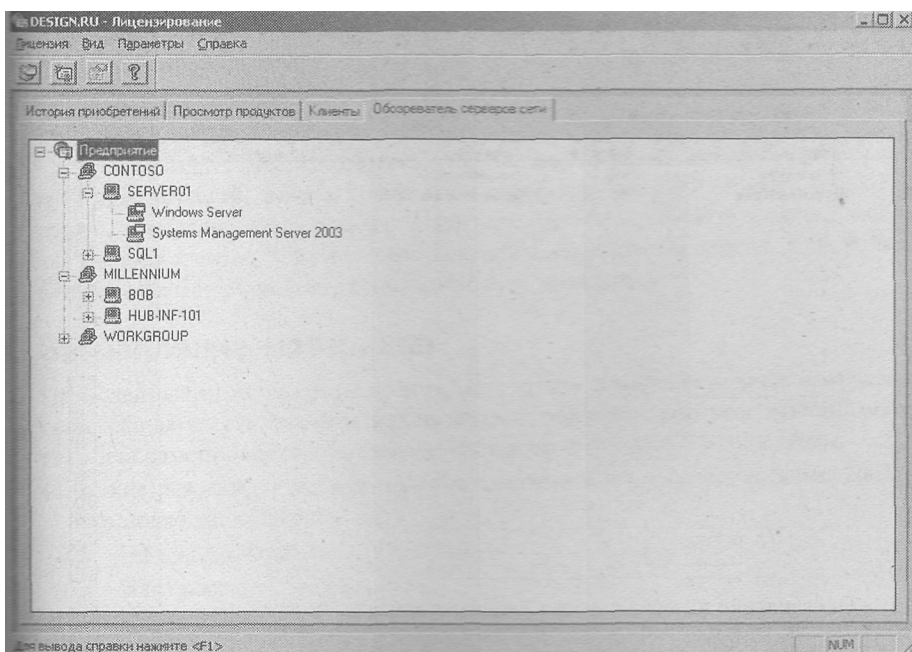 DESIGN.RU - Лицензирование
Лицензия Вид Параметры Справка
История приобретений Просмотр продуктов Клиенты Обозреватель серверов сети
Предприятие
CONTOSO
SERVER01
Windows Server
Systems Management Server 2003
SQL1
MILLENNIUM
BOB
HUB-INF-101
WORKGROUP
Для вывода справки нажмите <F1>
NUM